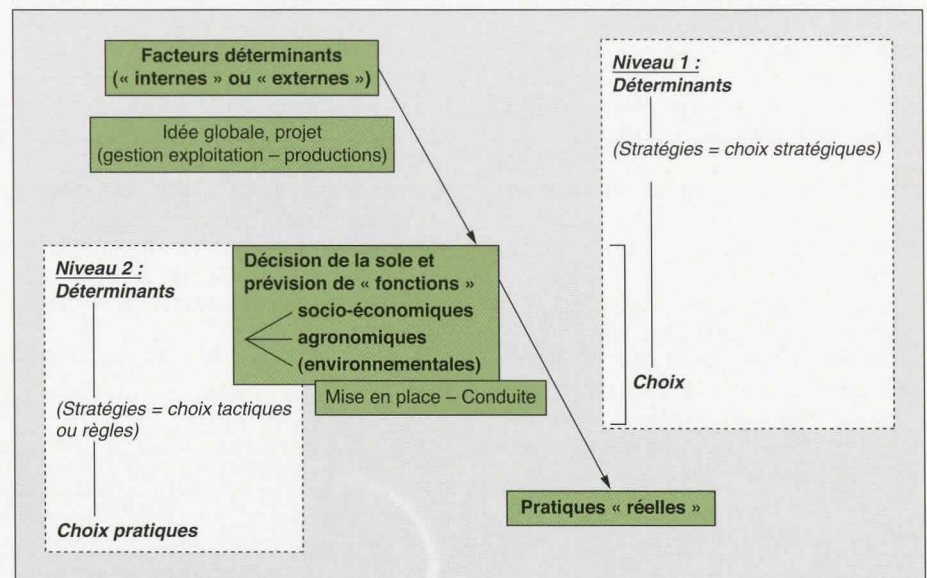 Facteurs déterminants
(« internes » ou « externes »)
Idée globale, projet
(gestion exploitation – productions)
Niveau 1 :
Déterminants
(Stratégies = choix stratégiques)
Choix
Niveau 2 :
Déterminants
(Stratégies = choix tactiques
ou règles)
Choix pratiques
Décision de la sole et
prévision de « fonctions »
socio-économiques
agronomiques
(environnementales)
Mise en place – Conduite
Pratiques « réelles »